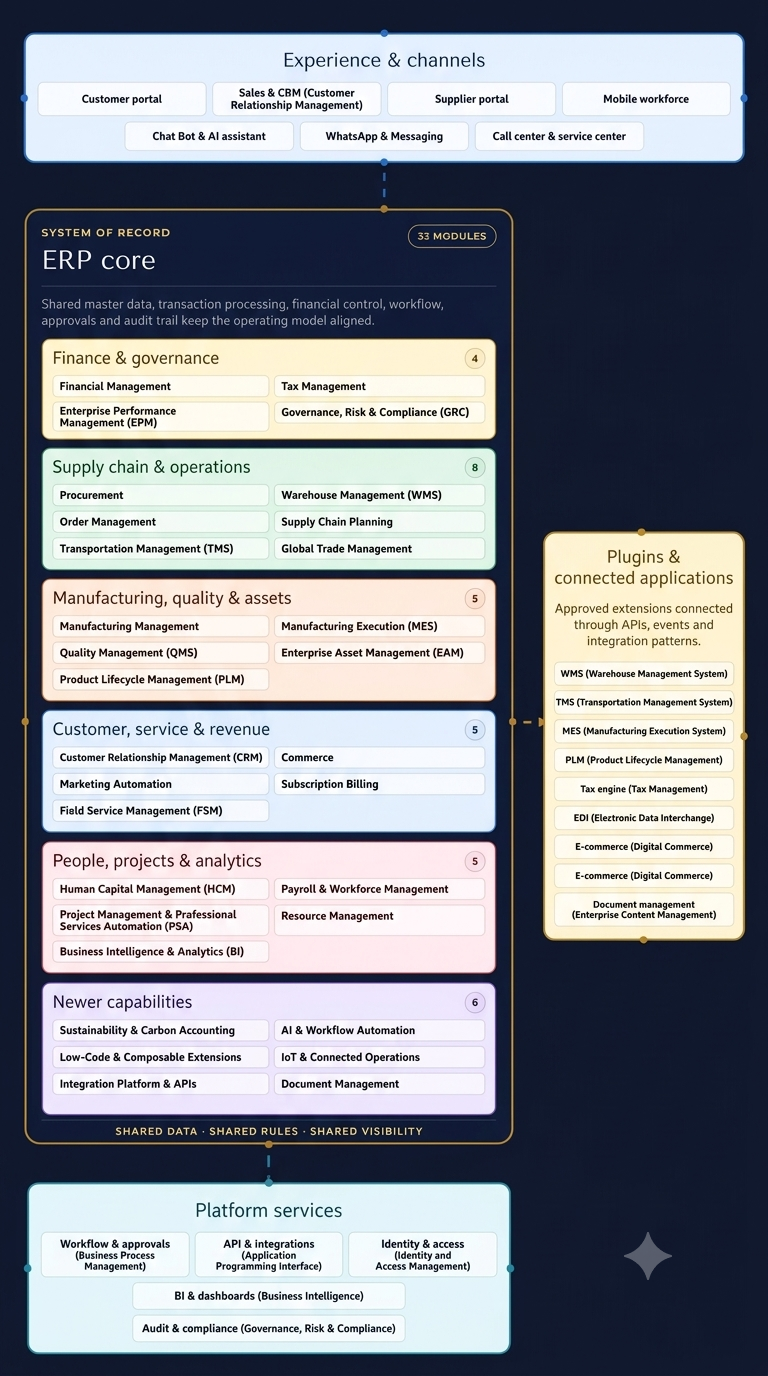 Experience & channels
Customer portal
Sales & CBM (Customer
Relationship Management)
Supplier portal
Mobile workforce
Chat Bot & AI assistant
WhatsApp & Messaging
Call center & service center
SYSTEM OF RECORD
33 MODULES
ERP core
Shared master data, transaction processing, financial control, workflow,
approvals and audit trail keep the operating model aligned.
Finance & governance
4
Financial Management
Tax Management
Enterprise Performance
Management (EPM)
Governance, Risk & Compliance (GRC)
Supply chain & operations
8
Procurement
Warehouse Management (WMS)
Order Management
Supply Chain Planning
Transportation Management (TMS)
Global Trade Management
Manufacturing, quality & assets
5
Manufacturing Management
Manufacturing Execution (MES)
Quality Management (QMS)
Enterprise Asset Management (EAM)
Product Lifecycle Management (PLM)
Customer, service & revenue
5
Customer Relationship Management (CRM)
Commerce
Marketing Automation
Subscription Billing
Field Service Management (FSM)
People, projects & analytics
5
Human Capital Management (HCM)
Payroll & Workforce Management
Project Management & Professional
Services Automation (PSA)
Resource Management
Business Intelligence & Analytics (BI)
Newer capabilities
6
Sustainability & Carbon Accounting
AI & Workflow Automation
Low-Code & Composable Extensions
IoT & Connected Operations
Integration Platform & APIs
Document Management
SHARED DATA · SHARED RULES · SHARED VISIBILITY
Plugins &
connected applications
Approved extensions connected
through APIs, events and
integration patterns.
WMS (Warehouse Management System)
TMS (Transportation Management System)
MES (Manufacturing Execution System)
PLM (Product Lifecycle Management)
Tax engine (Tax Management)
EDI (Eleztronic Data Interchange)
E-commerce (Digital Commerce)
E-commerce (Digital Commerce)
Document management
(Enterprise Content Management)
Platform services
Workflow & approvals
(Business Process
Management)
API & integrations
(Application
Programming Interface)
Identity & access
(Identity and
Access Management)
BI & dashboards (Business Intelligence)
Audit & compliance (Governance, Risk & Compliance)